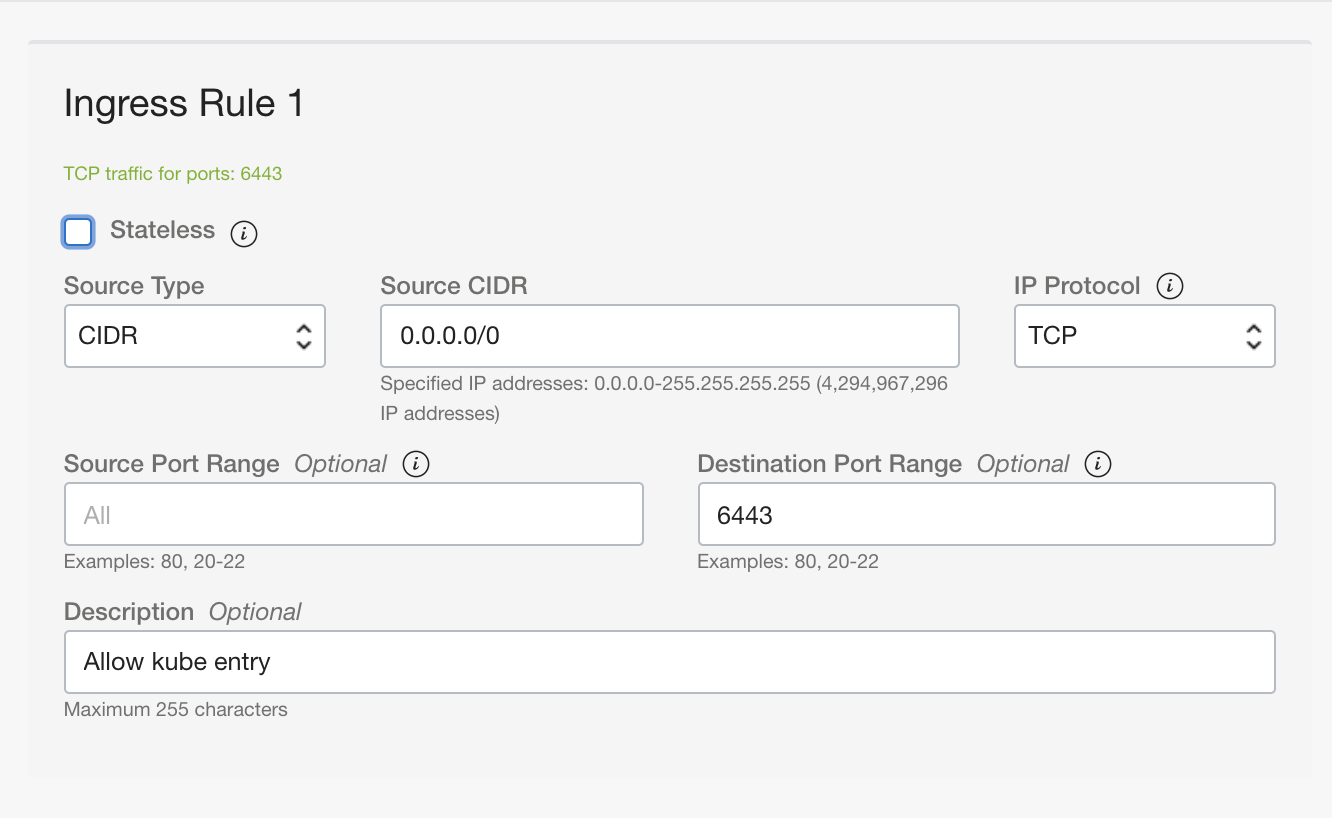 Ingress Rule 1
TCP traffic for ports: 6443
Stateless
Source Type
Source CIDR
IP Protocol
CIDR
0.0.0.0/0
TCP
Specified IP addresses: 0.0.0.0-255.255.255.255 (4,294,967,296
IP addresses)
Source Port Range Optional
Destination Port Range Optional
All
6443
Examples: 80, 20-22
Examples: 80, 20-22
Description Optional
Allow kube entry
Maximum 255 characters